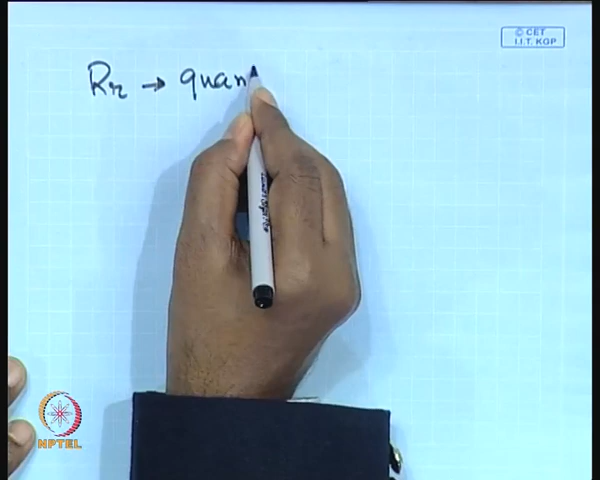 © CET
I.I.T. KGP
Rr → quan
NPTEL